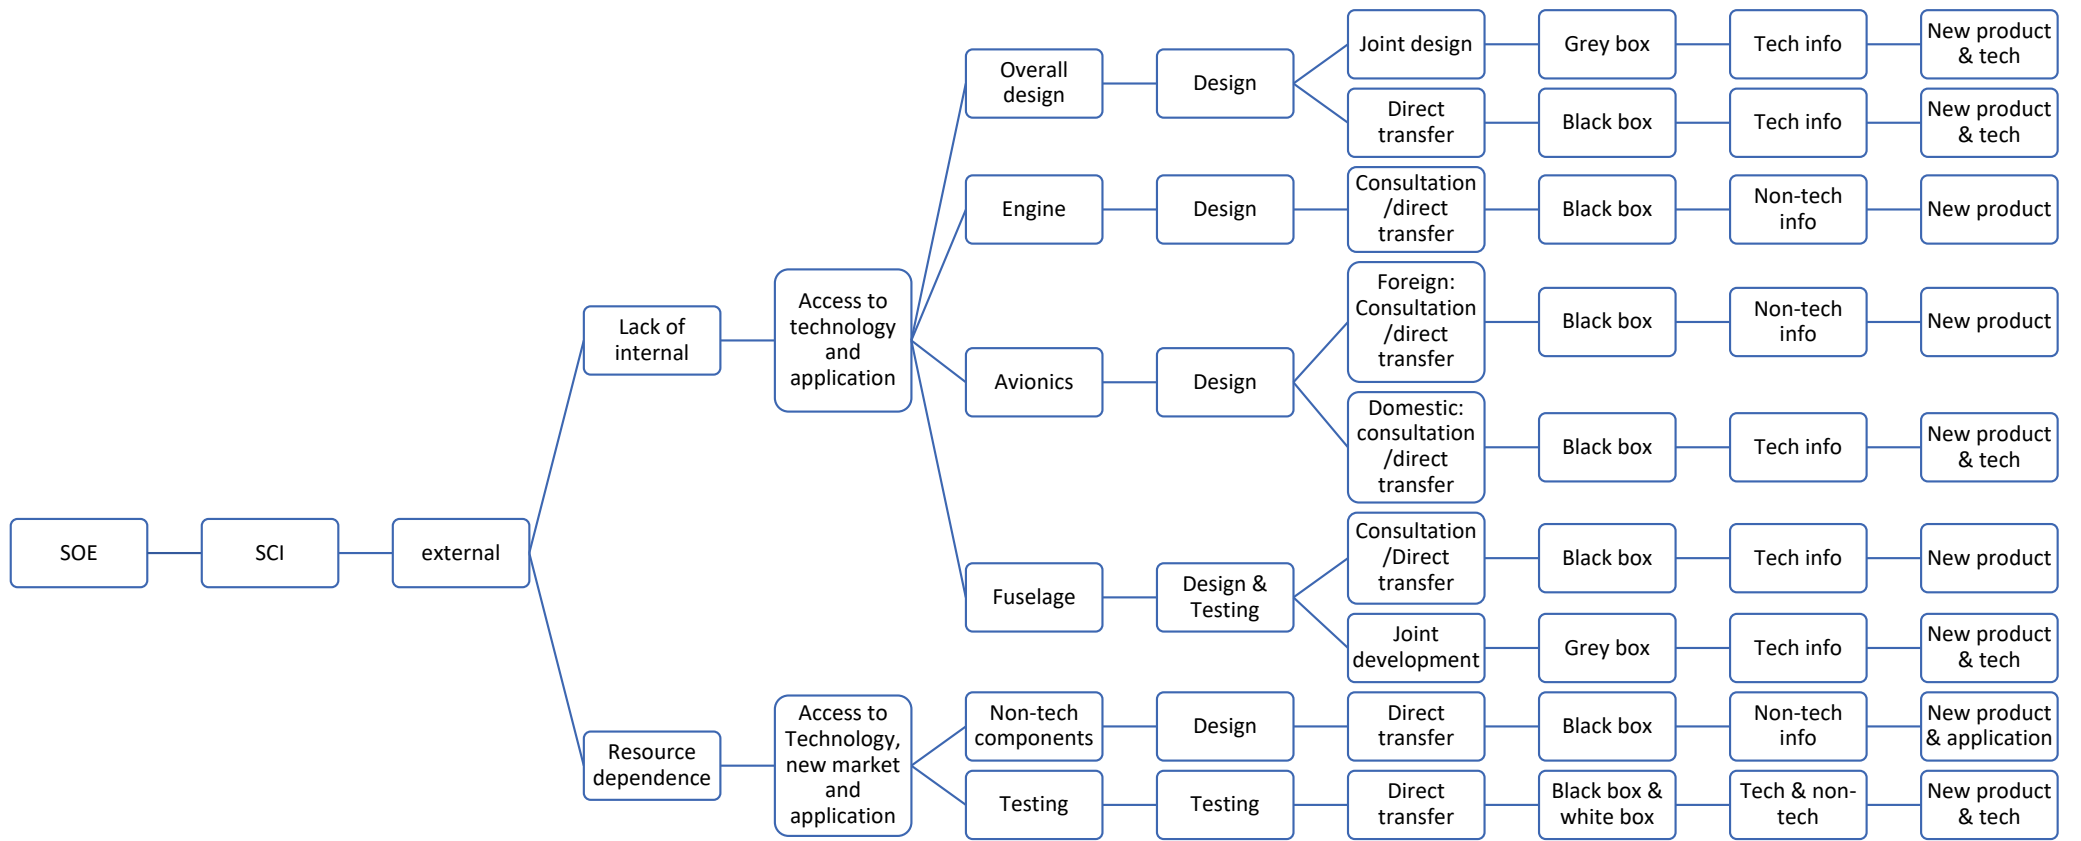 SOE
SCI
external
Lack of
internal
Access to
technology
and
application
Overall
design
Design
Joint design
Grey box
Tech info
New product
& tech
Direct
transfer
Black box
Tech info
New product
& tech
Engine
Design
Consultation
/direct
transfer
Black box
Non-tech
info
New product
Avionics
Design
Foreign:
Consultation
/direct
transfer
Black box
Non-tech
info
New product
Domestic:
consultation
/direct
transfer
Black box
Tech info
New product
& tech
Fuselage
Design &
Testing
Consultation
/Direct
transfer
Black box
Tech info
New product
Joint
development
Grey box
Tech info
New product
& tech
Resource
dependence
Access to
Technology,
new market
and
application
Non-tech
components
Design
Direct
transfer
Black box
Non-tech
info
New product
& application
Testing
Testing
Direct
transfer
Black box &
white box
Tech & non-
tech
New product
& tech